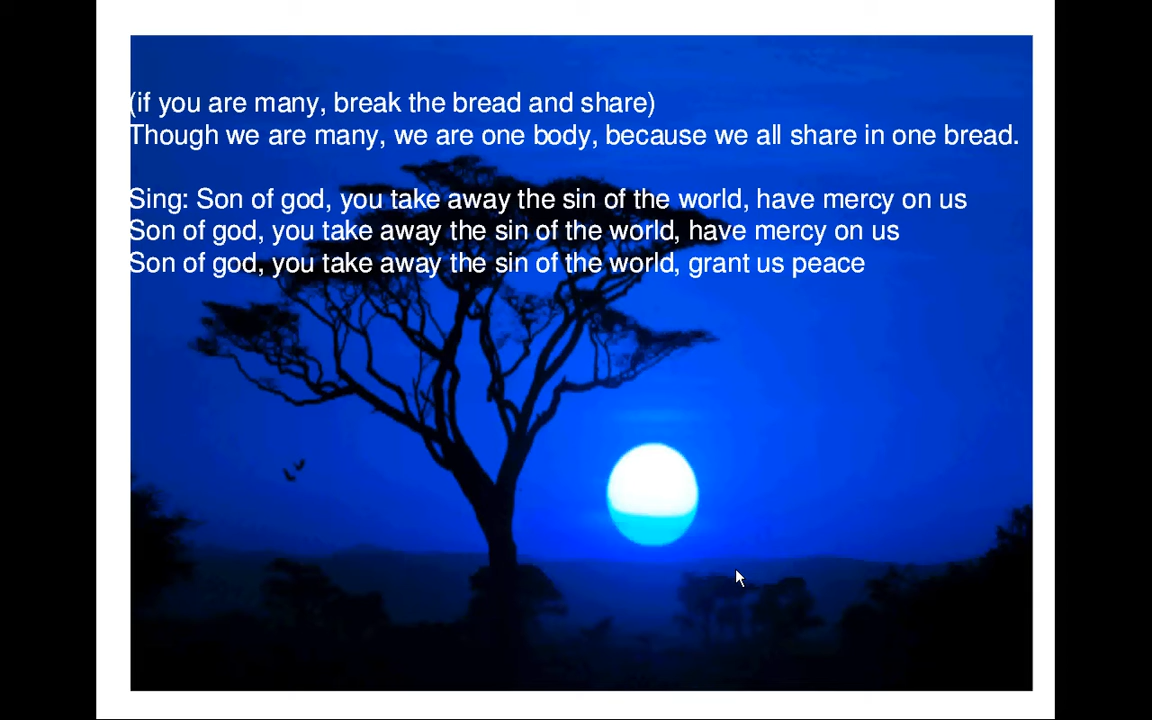 (if you are many, break the bread and share)
Though we are many, we are one body, because we all share in one bread.
Sing: Son of god, you take away the sin of the world, have mercy on us
Son of god, you take away the sin of the world, have mercy on us
Son of god, you take away the sin of the world, grant us peace